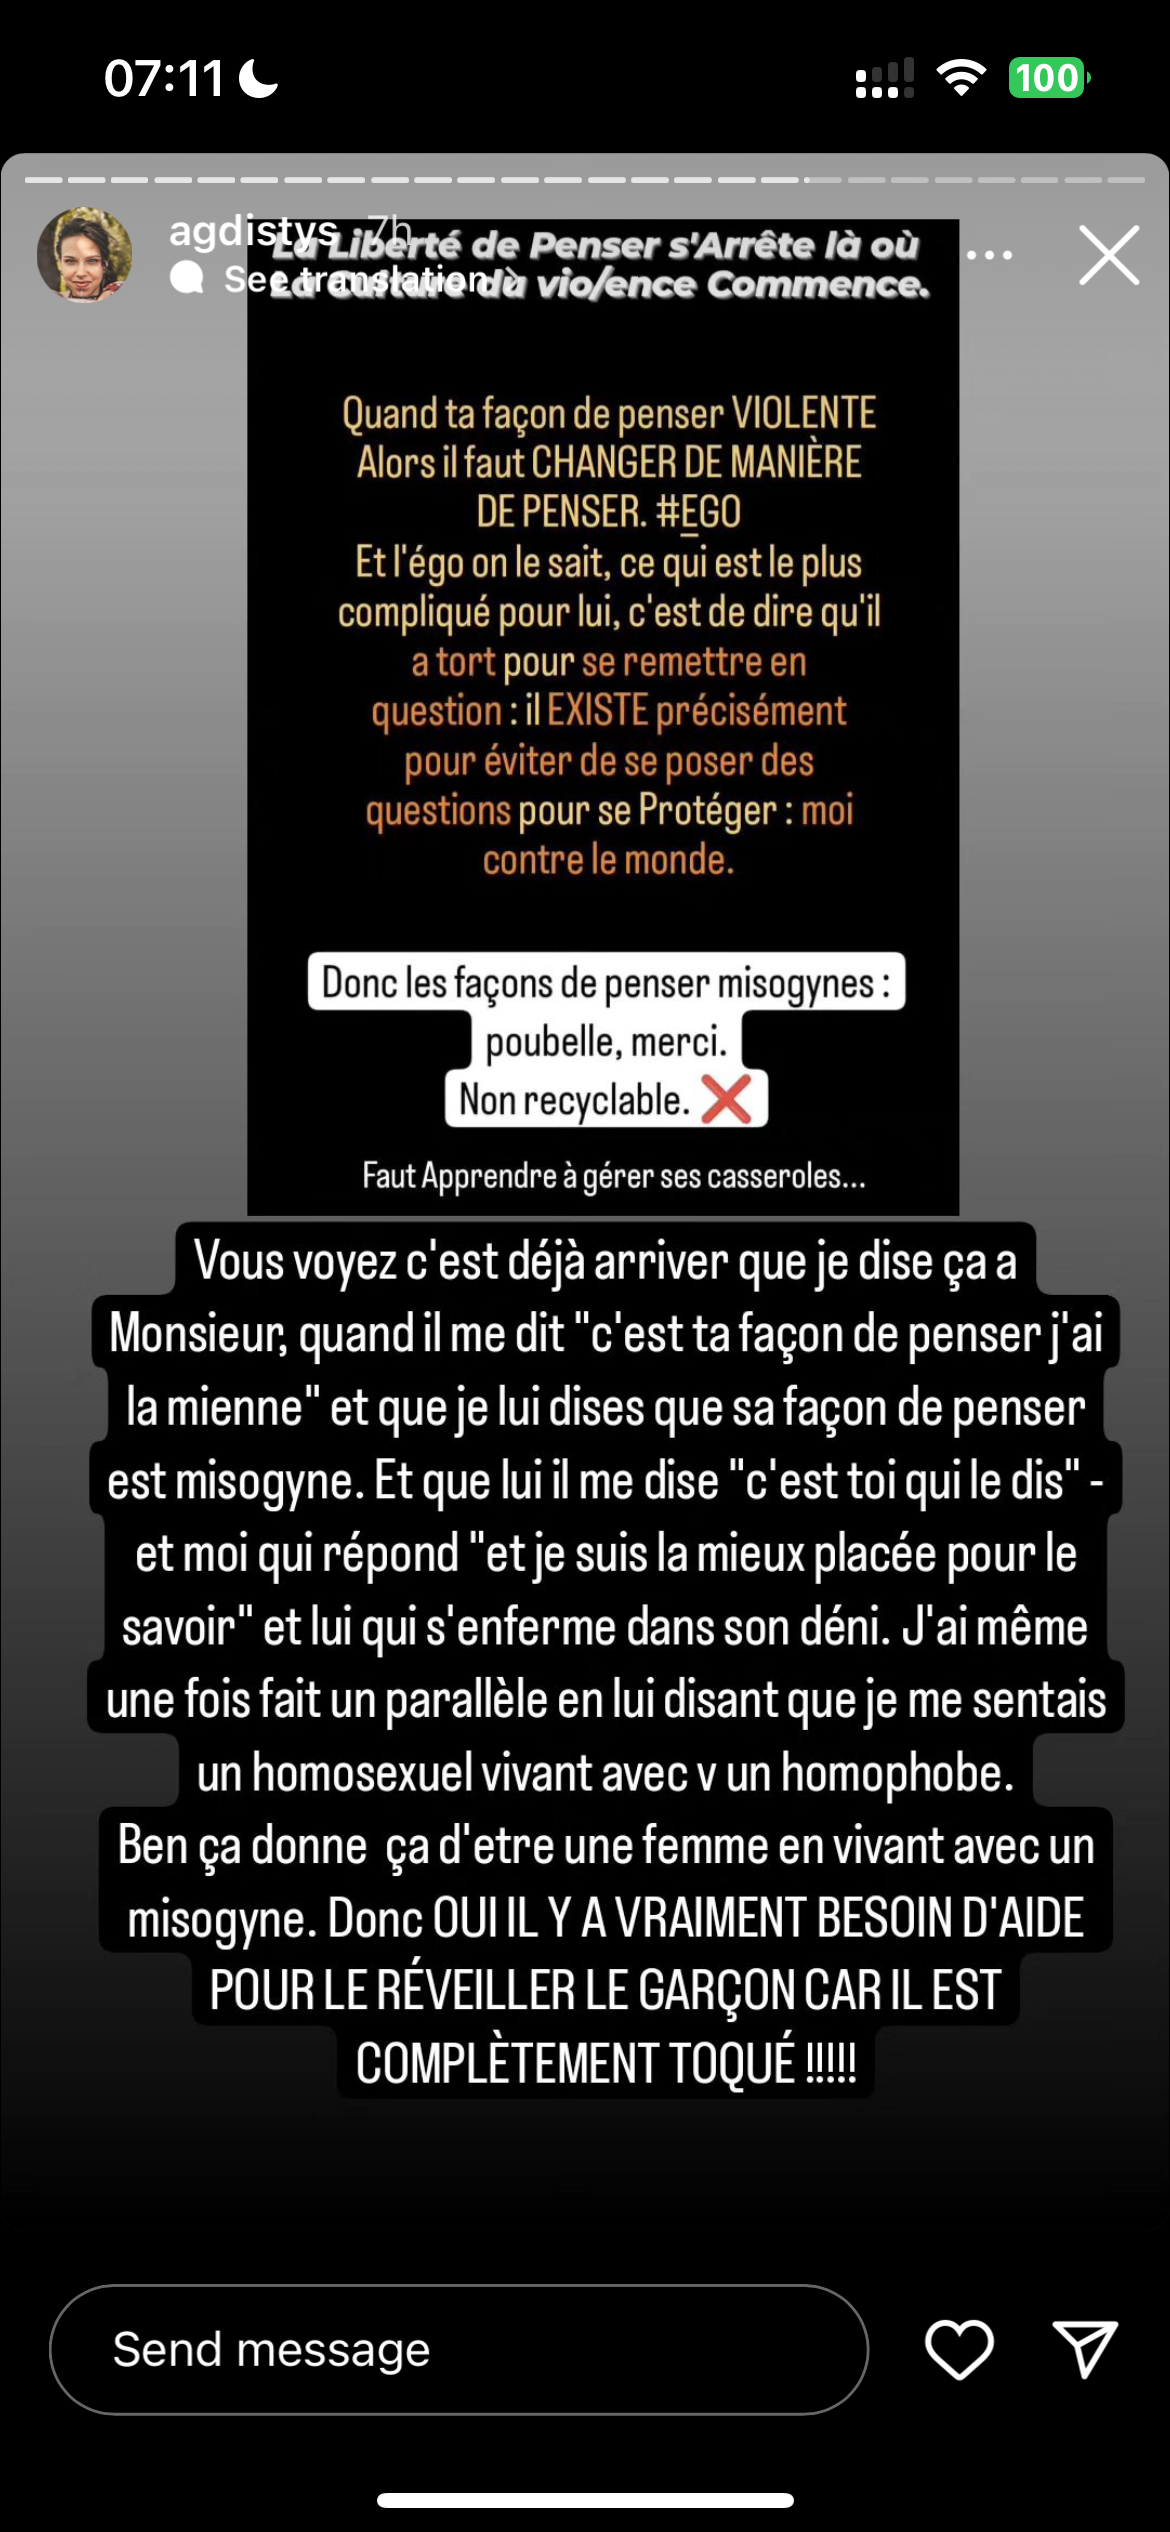 07:11
100
agdistys 7h
La Liberté de Penser s'Arrête là où
See translation
La culture dù vio/ence Commence.
Quand ta façon de penser VIOLENTE
Alors il faut CHANGER DE MANIÈRE
DE PENSER. #EGO
Et l'égo on le sait, ce qui est le plus
compliqué pour lui, c'est de dire qu'il
a tort pour se remettre en
question : il EXISTE précisément
pour éviter de se poser des
questions pour se Protéger : moi
contre le monde.
Donc les façons de penser misogynes :
poubelle, merci.
Non recyclable. ❌
Faut Apprendre à gérer ses casseroles...
Vous voyez c'est déjà arriver que je dise ça a
Monsieur, quand il me dit "c'est ta façon de penser j'ai
la mienne" et que je lui dises que sa façon de penser
est misogyne. Et que lui il me dise "c'est toi qui le dis" -
et moi qui répond "et je suis la mieux placée pour le
savoir" et lui qui s'enferme dans son déni. J'ai même
une fois fait un parallèle en lui disant que je me sentais
un homosexuel vivant avec v un homophobe.
Ben ça donne  ça d'etre une femme en vivant avec un
misogyne. Donc OUI IL Y A VRAIMENT BESOIN D'AIDE
POUR LE RÉVEILLER LE GARÇON CAR IL EST
COMPLÈTEMENT TOQUÉ !!!!!
Send message